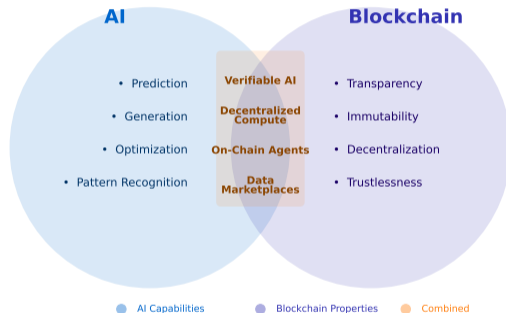 AI
Blockchain
• Prediction
• Generation
• Optimization
• Pattern Recognition
Verifiable AI
Decentralized
Compute
On-Chain Agents
Data
Marketplaces
• Transparency
• Immutability
• Decentralization
• Trustlessness
AI Capabilities
Blockchain Properties
Combined